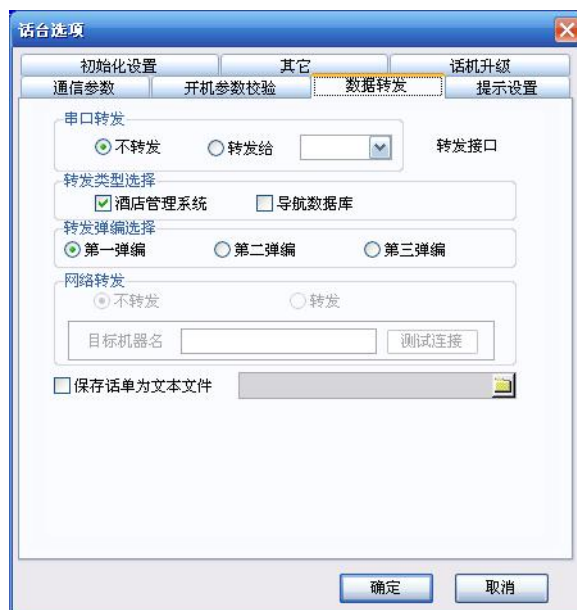 话台选项
初始化设置 其它 话机升级
通信参数 开机参数校验 数据转发 提示设置
串口转发
不转发 转发给 转发接口
转发类型选择
酒店管理系统 导航数据库
转发弹编选择
第一弹编 第二弹编 第三弹编
网络转发
不转发 转发
目标机器名 测试连接
保存话单为文本文件
确定 取消